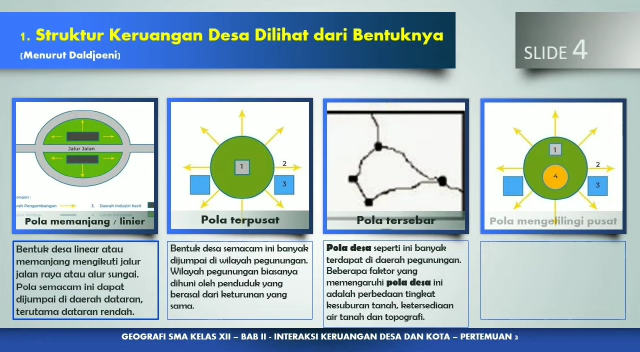 1. Struktur Keruangan Desa Dilihat dari Bentuknya
(Menurut Daldjoeni)
SLIDE 4
Jalur Jalan
3. Daerah Industri Kecil
Pola memanjang / linier
1
2
3
Pola terpusat
Pola tersebar
1
4
2
3
Pola mengelilingi pusat
Bentuk desa linear atau
memanjang mengikuti jalur
jalan raya atau alur sungai.
Pola semacam ini dapat
dijumpai di daerah dataran,
terutama dataran rendah.
Bentuk desa semacam ini banyak
dijumpai di wilayah pegunungan.
Wilayah pegunungan biasanya
dihuni oleh penduduk yang
berasal dari keturunan yang
sama.
Pola desa seperti ini banyak
terdapat di daerah pegunungan.
Beberapa faktor yang
memengaruhi pola desa ini
adalah perbedaan tingkat
kesuburan tanah, ketersediaan
air tanah dan topografi.
GEOGRAFI SMA KELAS XII – BAB II - INTERAKSI KERUANGAN DESA DAN KOTA – PERTEMUAN 2